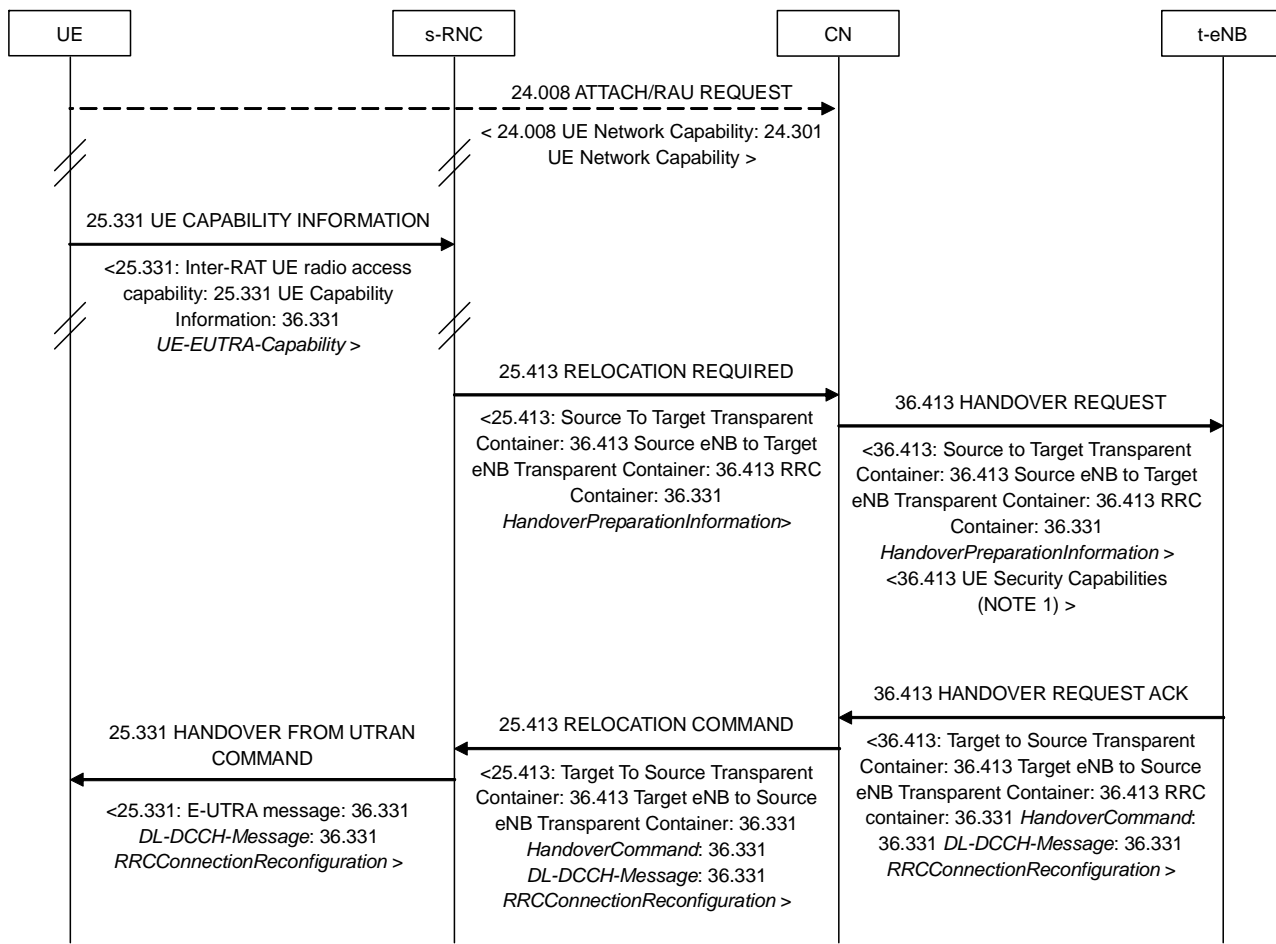 UE
s-RNC
CN
t-eNB
24.008 ATTACH/RAU REQUEST
< 24.008 UE Network Capability: 24.301
UE Network Capability >
25.331 UE CAPABILITY INFORMATION
<25.331: Inter-RAT UE radio access
capability: 25.331 UE Capability
Information: 36.331
UE-EUTRA-Capability >
25.413 RELOCATION REQUIRED
<25.413: Source To Target Transparent
Container: 36.413 Source eNB to Target
eNB Transparent Container: 36.413 RRC
Container: 36.331
HandoverPreparationInformation>
36.413 HANDOVER REQUEST
<36.413: Source to Target Transparent
Container: 36.413 Source eNB to Target
eNB Transparent Container: 36.413 RRC
Container: 36.331
HandoverPreparationInformation >
<36.413 UE Security Capabilities
(NOTE 1) >
36.413 HANDOVER REQUEST ACK
<36.413: Target to Source Transparent
Container: 36.413 Target eNB to Source
eNB Transparent Container: 36.413 RRC
container: 36.331 HandoverCommand:
36.331 DL-DCCH-Message: 36.331
RRCConnectionReconfiguration >
25.413 RELOCATION COMMAND
<25.413: Target To Source Transparent
Container: 36.413 Target eNB to Source
eNB Transparent Container: 36.331
HandoverCommand: 36.331
DL-DCCH-Message: 36.331
RRCConnectionReconfiguration >
25.331 HANDOVER FROM UTRAN
COMMAND
<25.331: E-UTRA message: 36.331
DL-DCCH-Message: 36.331
RRCConnectionReconfiguration >